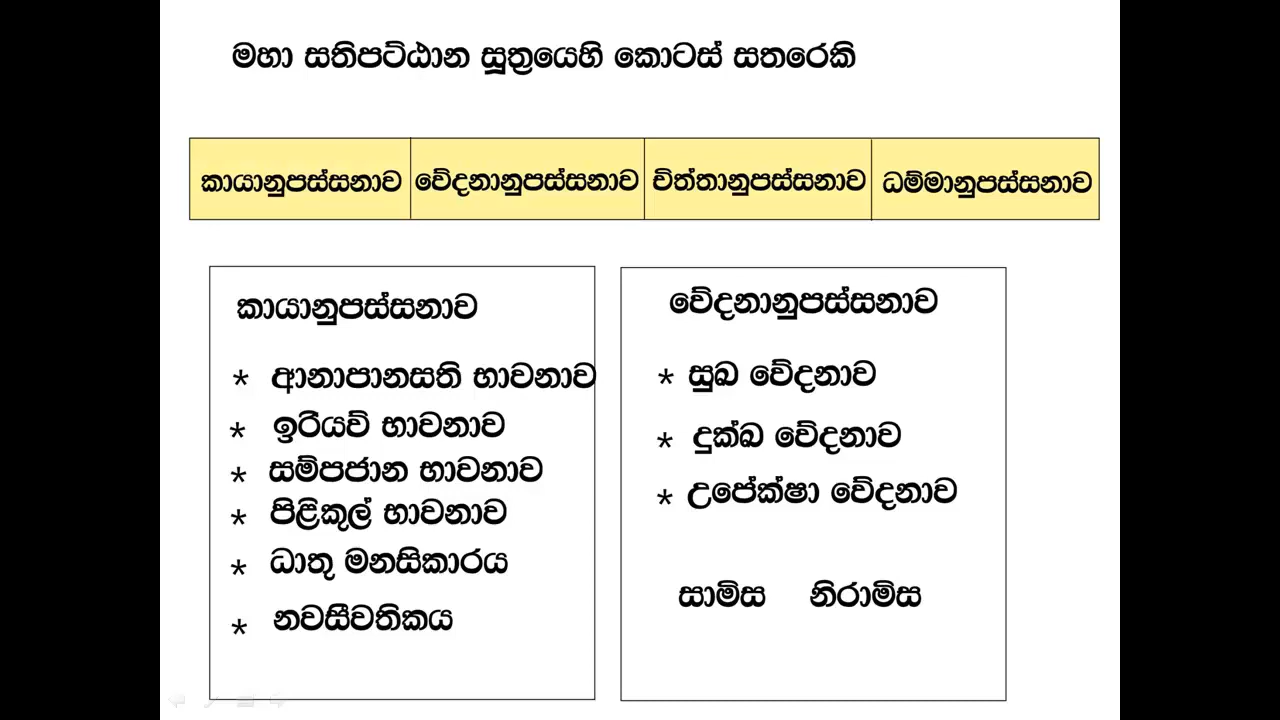 මහා සතිපට්ඨාන සූත්‍රයෙහි කොටස් සතරෙකි
කායානුපස්සනාව වේදනානුපස්සනාව චිත්තානුපස්සනාව ධම්මානුපස්සනාව
කායානුපස්සනාව
* ආනාපානසති භාවනාව
* ඉරියව් භාවනාව
* සම්පජාන භාවනාව
* පිළිකුල් භාවනාව
* ධාතු මනසිකාරය
* නවසීවතිකය
වේදනානුපස්සනාව
* සුඛ වේදනාව
* දුක්ඛ වේදනාව
* උපේක්ෂා වේදනාව
සාමිස නිරාමිස